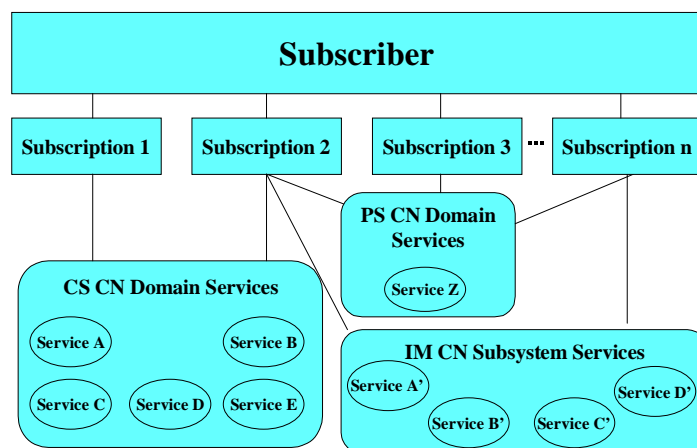 Subscriber
Subscription 1
Subscription 2
Subscription 3
...
Subscription n
PS CN Domain
Services
Service Z
CS CN Domain Services
Service A
Service B
Service C
Service D
Service E
IM CN Subsystem Services
Service A’
Service B’
Service C’
Service D’